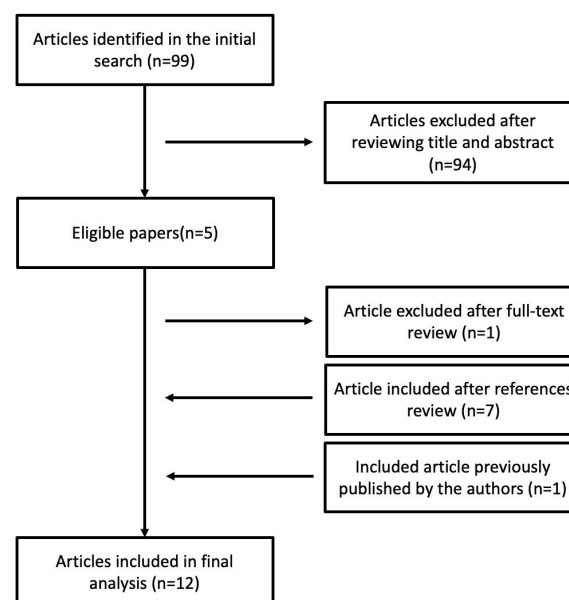 Articles identified in the initial
search (n=99)
Articles excluded after
reviewing title and abstract
(n=94)
Eligible papers(n=5)
Article excluded after full-text
review (n=1)
Article included after references
review (n=7)
Included article previously
published by the authors (n=1)
Articles included in final
analysis (n=12)